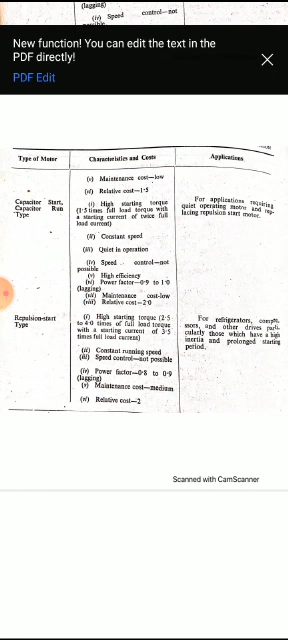 (lagging)
(iv) Speed control—not
New function! You can edit the text in the
PDF directly!
PDF Edit
Type of Motor Characteristics and Costs Applications
(v) Maintenance cost—low
(vi) Relative cost—1·5
Capacitor Start,
Capacitor Run
Type
(i) High starting torque
(1·5 times full load torque with
a starting current of twice full
load current)
(ii) Constant speed
(iii) Quiet in operation
(iv) Speed control—not
possible
(v) High efficiency
(vi) Power factor—0·9 to 1·0
(lagging)
(vii) Maintenance cost-low
(viii) Relative cost—2·0
For applications requiring
quiet operating motor and rep-
lacing repulsion start motor.
Repulsion-start
Type
(i) High starting torque (2·5
to 4·0 times of full load torque
with a starting current of 3·5
times full load current)
(ii) Constant running speed
(iii) Speed control—not possible
(iv) Power factor—0·8 to 0·9
(lagging)
(v) Maintenance cost—medium
(vi) Relative cost—2
For refrigerators,
ssors, and other drives parti-
cularly those which have a high
inertia and prolonged starting
period.
Scanned with CamScanner